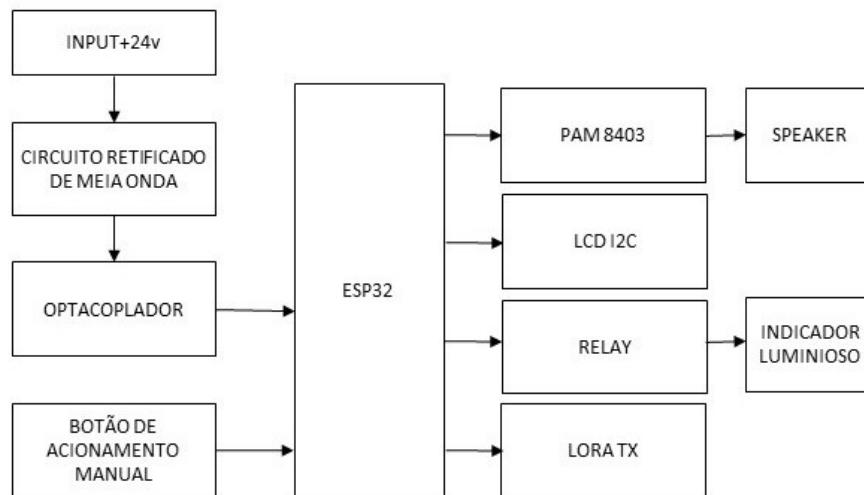 INPUT+24v
CIRCUITO RETIFICADO
DE MEIA ONDA
OPTACOPLADOR
BOTÃO DE
ACIONAMENTO
MANUAL
ESP32
PAM 8403
SPEAKER
LCD I2C
RELAY
INDICADOR
LUMINIOSO
LORA TX